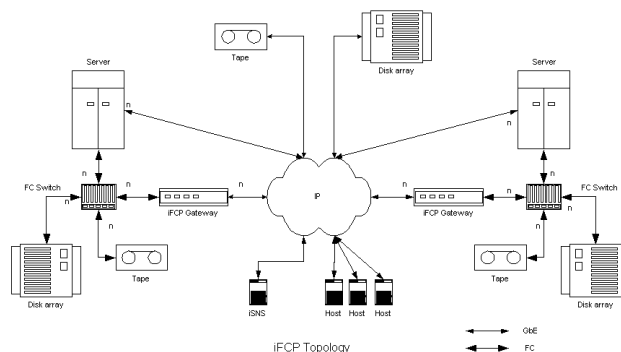 Tape
Disk array
Server
Server
n
n
n
n
FC Switch
n
n
n
n
n
n
FC Switch
n
iFCP Gateway
IP
iFCP Gateway
n
n
Tape
Tape
Disk array
Disk array
iSNS
Host
Host
Host
iFCP Topology
GbE
FC